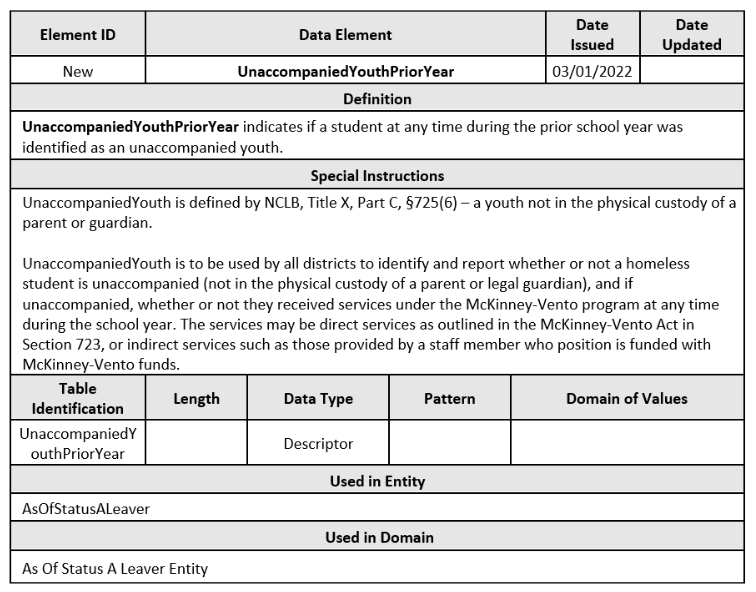 Element ID Data Element Date Issued Date Updated
New UnaccompaniedYouthPriorYear 03/01/2022
Definition
UnaccompaniedYouthPriorYear indicates if a student at any time during the prior school year was
identified as an unaccompanied youth.
Special Instructions
UnaccompaniedYouth is defined by NCLB, Title X, Part C, §725(6) – a youth not in the physical custody of a
parent or guardian.
UnaccompaniedYouth is to be used by all districts to identify and report whether or not a homeless
student is unaccompanied (not in the physical custody of a parent or legal guardian), and if
unaccompanied, whether or not they received services under the McKinney-Vento program at any time
during the school year. The services may be direct services as outlined in the McKinney-Vento Act in
Section 723, or indirect services such as those provided by a staff member who position is funded with
McKinney-Vento funds.
Table Identification Length Data Type Pattern Domain of Values
UnaccompaniedY
outhPriorYear Descriptor
Used in Entity
AsOfStatusALeaver
Used in Domain
As Of Status A Leaver Entity